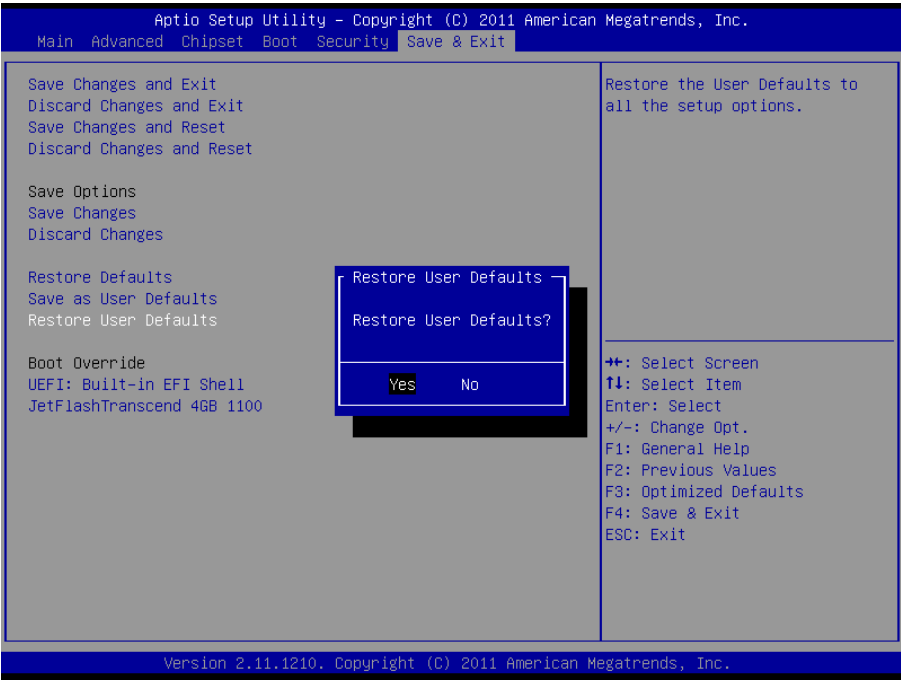 Aptio Setup Utility – Copyright (C) 2011 American Megatrends, Inc.
Main Advanced Chipset Boot Security Save & Exit
Save Changes and Exit
Discard Changes and Exit
Save Changes and Reset
Discard Changes and Reset
Save Options
Save Changes
Discard Changes
Restore Defaults
Save as User Defaults
Restore User Defaults
Boot Override
UEFI: Built-in EFI Shell
JetFlashTranscend 4GB 1100
Restore User Defaults
Restore User Defaults?
Yes No
Restore the User Defaults to
all the setup options.
→←: Select Screen
↑↓: Select Item
Enter: Select
+/-: Change Opt.
F1: General Help
F2: Previous Values
F3: Optimized Defaults
F4: Save & Exit
ESC: Exit
Version 2.11.1210. Copyright (C) 2011 American Megatrends, Inc.